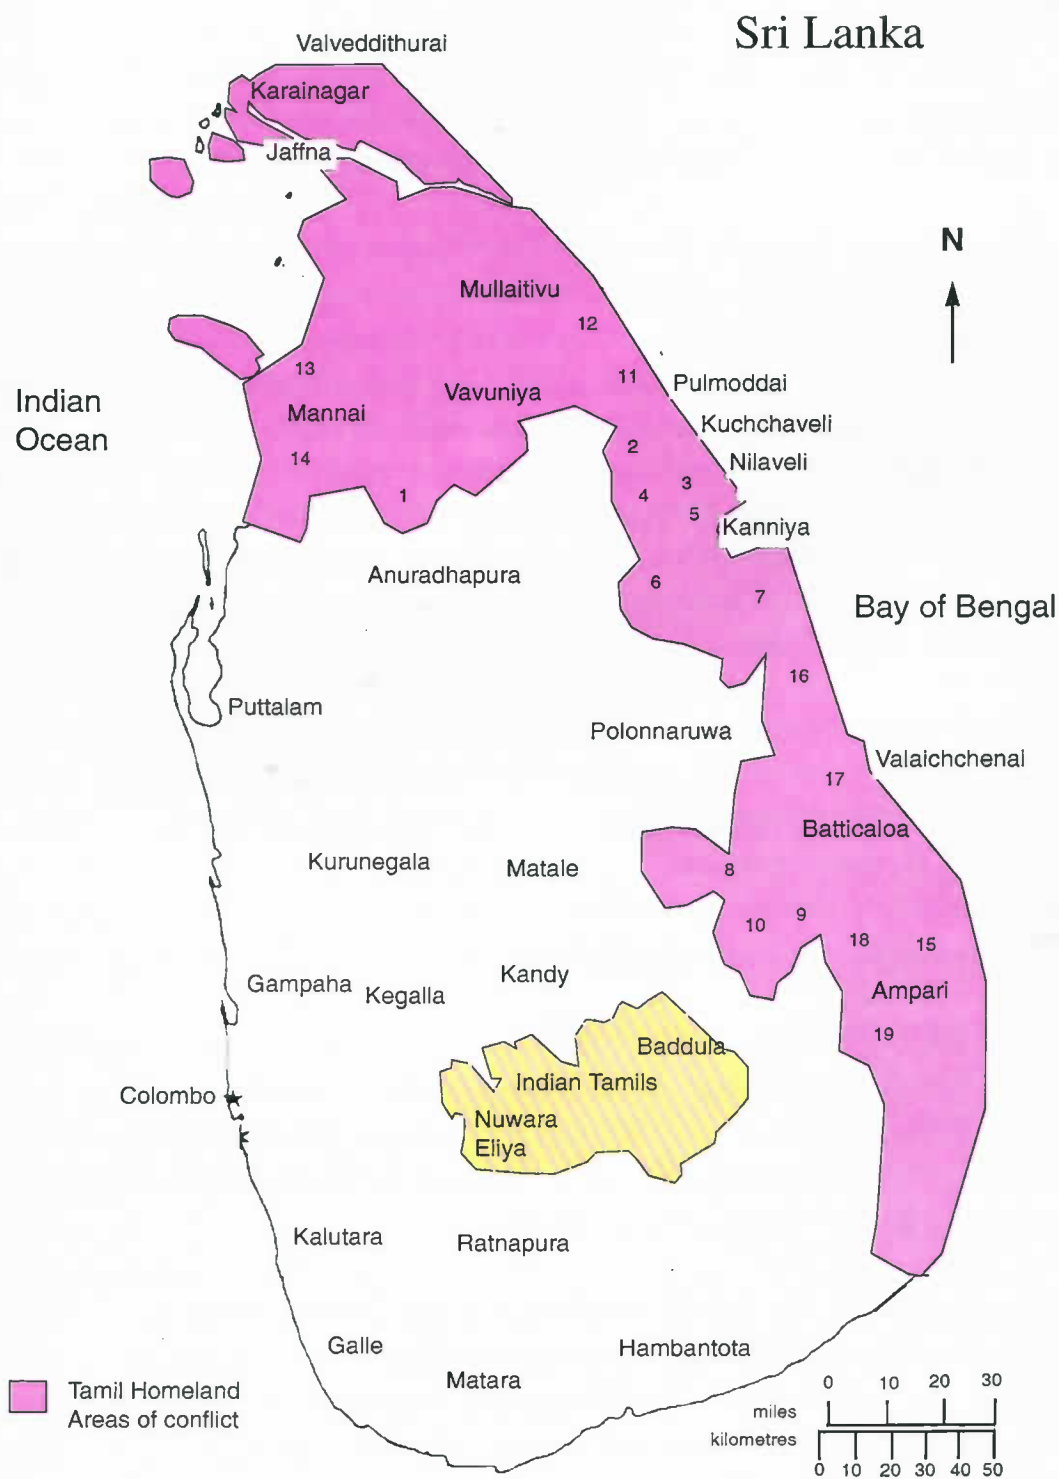 Sri Lanka
Valveddithurai
Karainagar
Jaffna
N
Mullaitivu
12
13
11
Pulmoddai
Indian
Ocean
Vavuniya
Mannai
Kuchchaveli
2
Nilaveli
14
1
3
4
5
Kanniya
Anuradhapura
6
7
Bay of Bengal
16
Puttalam
Polonnaruwa
Valaichchenai
17
Batticaloa
Kurunegala
Matale
8
10
9
18
15
Gampaha
Kegalla
Kandy
Ampari
19
Baddula
Indian Tamils
Colombo
Nuwara
Eliya
Kalutara
Ratnapura
Galle
Hambantota
Matara
Tamil Homeland
Areas of conflict
0 10 20 30
miles
kilometres
0 10 20 30 40 50